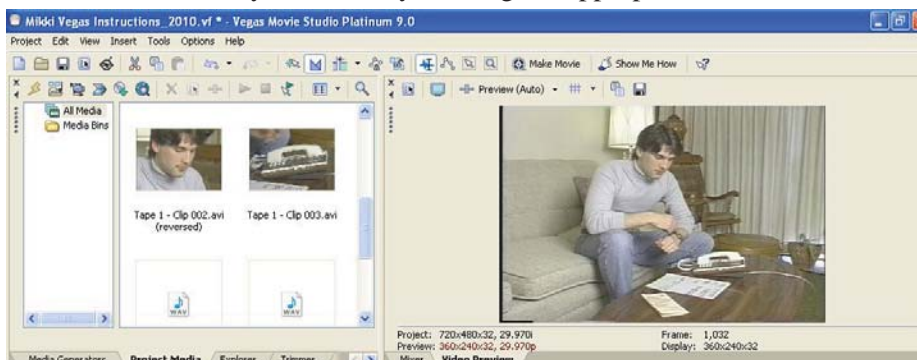 Mikki Vegas Instructions_2010.vf * - Vegas Movie Studio Platinum 9.0
Project Edit View Insert Tools Options Help
Make Movie Show Me How
Preview (Auto)
All Media
Media Bins
Tape 1 - Clip 002.avi (reversed)
Tape 1 - Clip 003.avi
WAV
WAV
Project: 720x480x32, 29.970i
Frame: 1,032
Preview: 360x240x32, 29.970p
Display: 360x240x32
Media Generators Project Media Explorer Trimmer
Mixer Video Preview